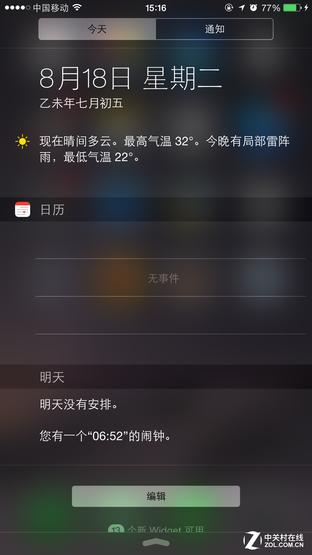 中国移动 15:16 77%
今天 通知
8月18日 星期二
乙未年七月初五
现在晴间多云。最高气温 32°。今晚有局部雷阵
雨，最低气温 22°。
日历
无事件
明天
明天没有安排。
您有一个“06:52”的闹钟。
编辑
13 个新 Widget 可用
中关村在线
ZOL.COM.CN